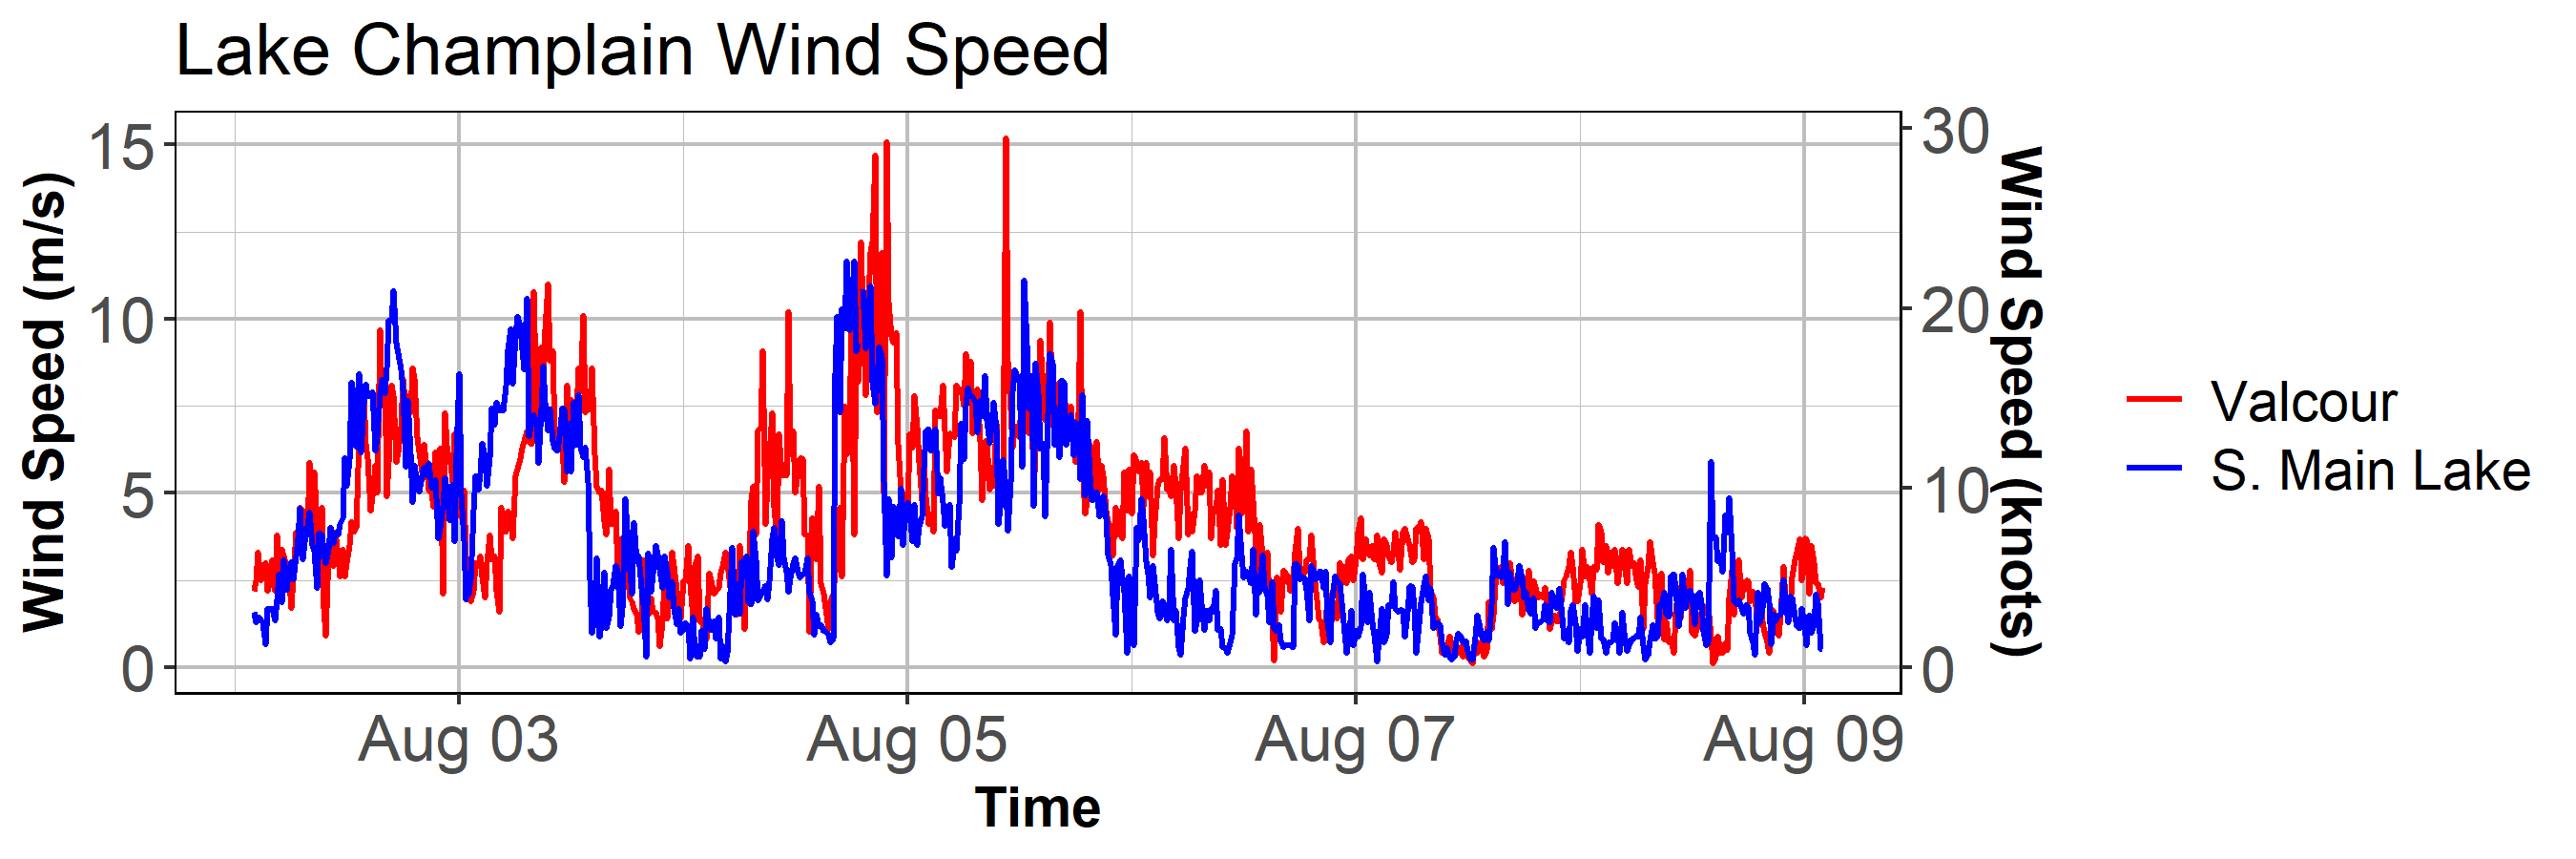 Lake Champlain Wind Speed
Wind Speed (m/s)
15
10
5
0
30
20
10
0
Wind Speed (knots)
Aug 03
Aug 05
Aug 07
Aug 09
Time
Valcour
S. Main Lake